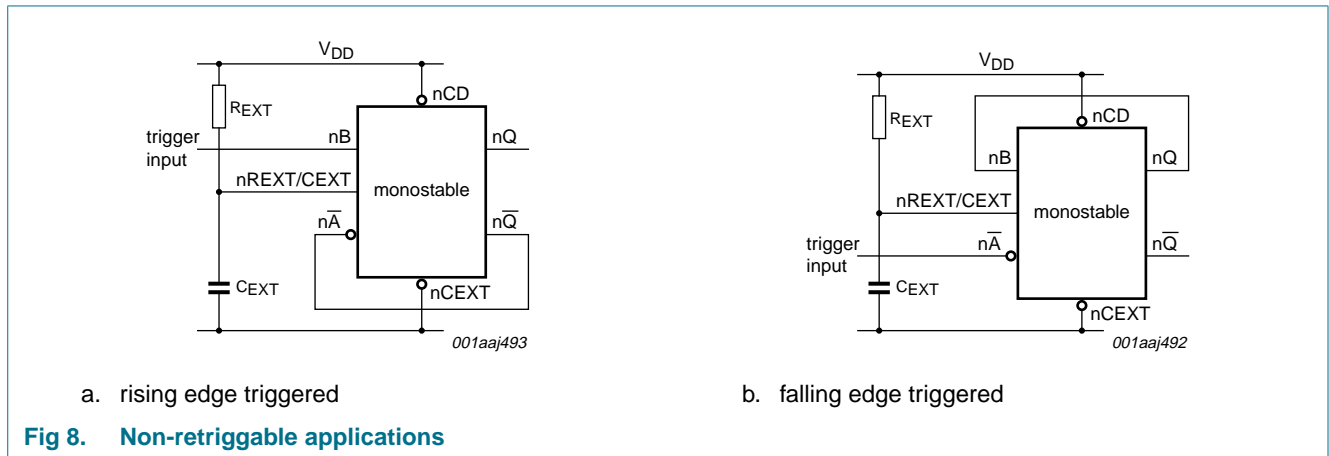 VDD
nCD
REXT
trigger
input
nB
nQ
nREXT/CEXT
monostable
nA̅
nQ̅
CEXT
nCEXT
001aaj493
a. rising edge triggered
VDD
nCD
REXT
nB
nQ
nREXT/CEXT
monostable
trigger
input
nA̅
nQ̅
CEXT
nCEXT
001aaj492
b. falling edge triggered
Fig 8. Non-retriggable applications